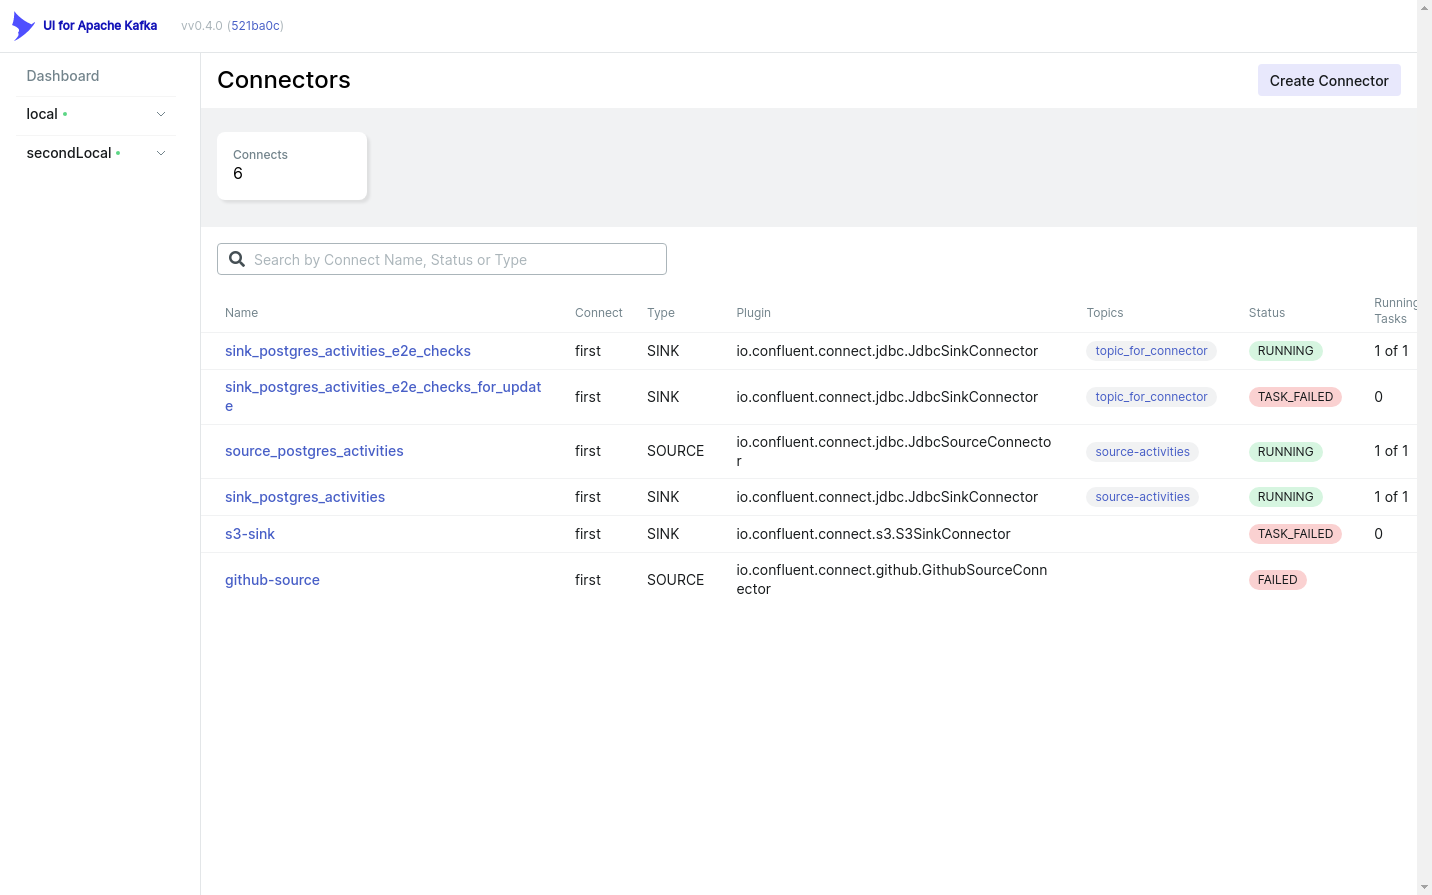 UI for Apache Kafka
vv0.4.0 (521ba0c)
Dashboard
local
secondLocal
Connectors
Create Connector
Connects
6
Search by Connect Name, Status or Type
Name Connect Type Plugin Topics Status Running Tasks
sink_postgres_activities_e2e_checks first SINK io.confluent.connect.jdbc.JdbcSinkConnector topic_for_connector RUNNING 1 of 1
sink_postgres_activities_e2e_checks_for_updat
e
first SINK io.confluent.connect.jdbc.JdbcSinkConnector topic_for_connector TASK_FAILED 0
source_postgres_activities first SOURCE io.confluent.connect.jdbc.JdbcSourceConnecto
r
source-activities RUNNING 1 of 1
sink_postgres_activities first SINK io.confluent.connect.jdbc.JdbcSinkConnector source-activities RUNNING 1 of 1
s3-sink first SINK io.confluent.connect.s3.S3SinkConnector TASK_FAILED 0
github-source first SOURCE io.confluent.connect.github.GithubSourceConn
ector
FAILED